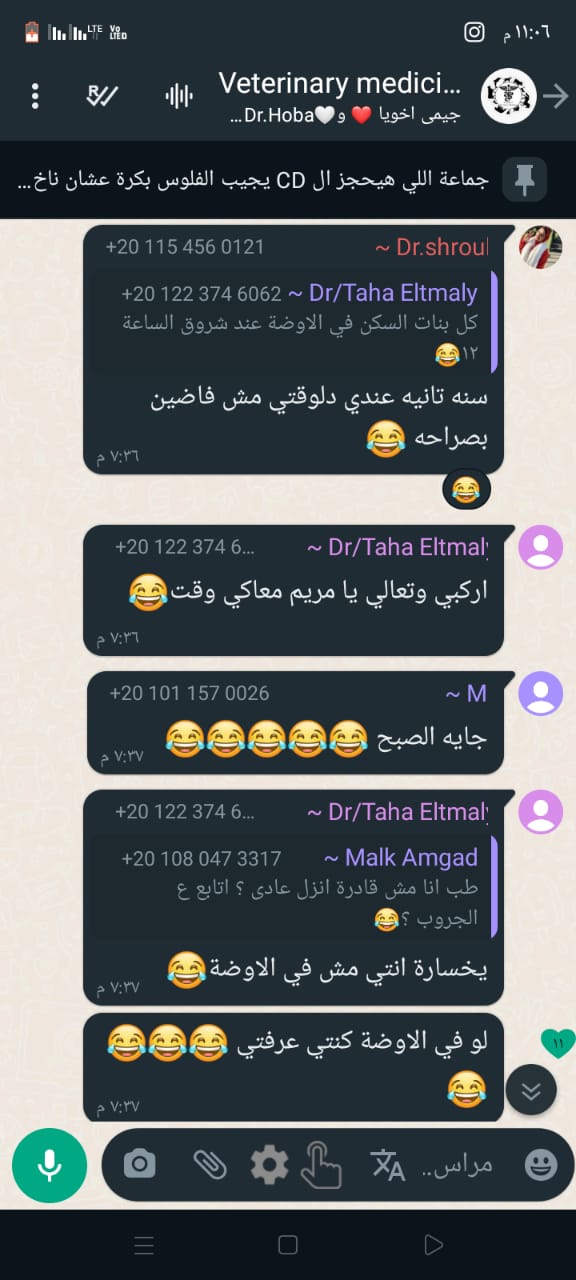 ١١:٠٦ م
LTE Vo LTED
Veterinary medici...
جيمى اخويا ❤️ و🤍Dr.Hoba...
جماعة اللي هيحجز ال CD يجيب الفلوس بكرة عشان ناخ...
~ Dr.shroul +20 115 456 0121
+20 122 374 6062 ~ Dr/Taha Eltmaly
كل بنات السكن في الاوضة عند شروق الساعة
١٢😂
سنه تانيه عندي دلوقتي مش فاضين
بصراحه 😂
٧:٣٦ م
😂
~ Dr/Taha Eltmaly +20 122 374 6...
اركبي وتعالي يا مريم معاكي وقت😂
٧:٣٦ م
~ M +20 101 157 0026
جايه الصبح 😂😂😂😂😂
٧:٣٧ م
~ Dr/Taha Eltmaly +20 122 374 6...
~ Malk Amgad +20 108 047 3317
طب انا مش قادرة انزل عادى ؟ اتابع ع
الجروب ؟😂
يخسارة انتي مش في الاوضة😂
٧:٣٧ م
لو في الاوضة كنتي عرفتي 😂😂😂
😂
٧:٣٧ م
١١
مراس..